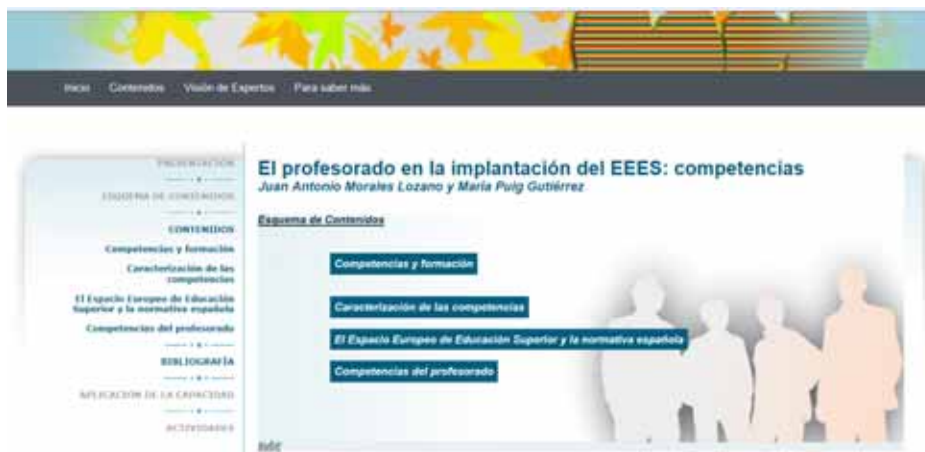 Inicio Contenidos Visión de Expertos Para saber más
PRESENTACIÓN
ESQUEMA DE CONTENIDOS
CONTENIDOS
Competencias y formación
Caracterización de las
competencias
El Espacio Europeo de Educación
Superior y la normativa española
Competencias del profesorado
BIBLIOGRAFÍA
APLICACIÓN DE LA CAPACIDAD
ACTIVIDADES
El profesorado en la implantación del EEES: competencias
Juan Antonio Morales Lozano y María Puig Gutiérrez
Esquema de Contenidos
Competencias y formación
Caracterización de las competencias
El Espacio Europeo de Educación Superior y la normativa española
Competencias del profesorado
subir